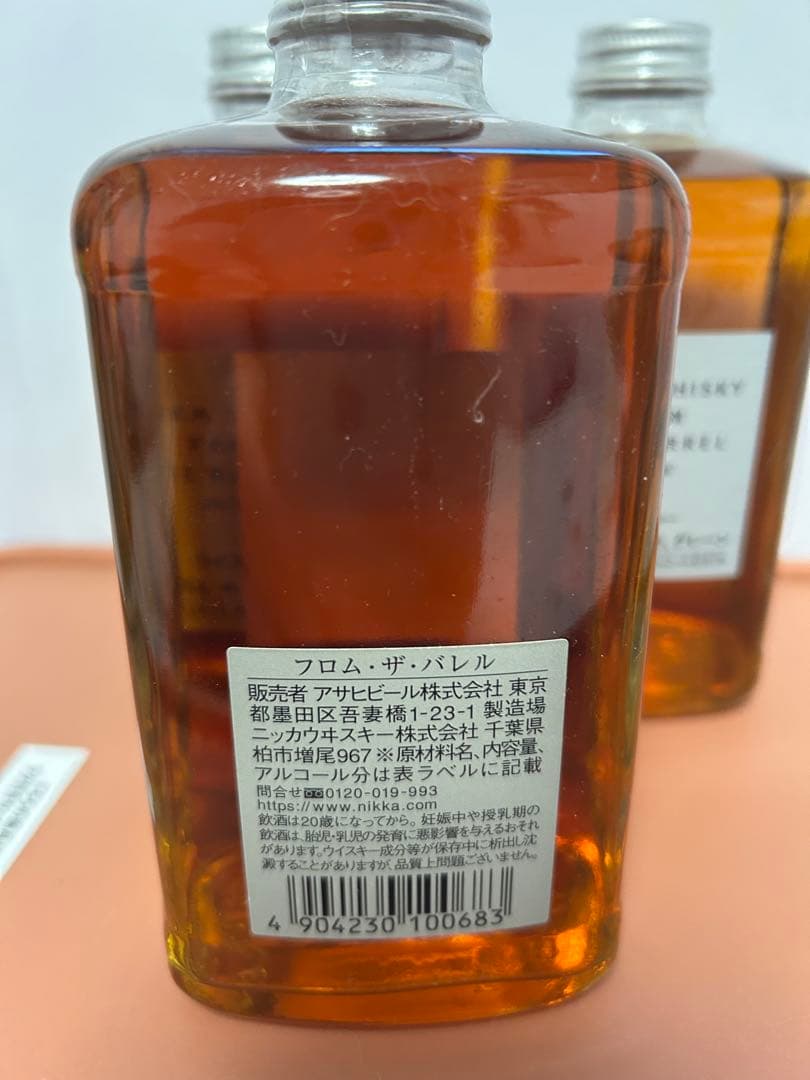 フロム・ザ・バレル
販売者 アサヒビール株式会社 東京
都墨田区吾妻橋1-23-1 製造場
ニッカウヰスキー株式会社 千葉県
柏市増尾967 ※原材料名、内容量、
アルコール分は表ラベルに記載
問合せ 0120-019-993
https://www.nikka.com
飲酒は20歳になってから。妊娠中や授乳期の
飲酒は、胎児・乳児の発育に悪影響を与えるおそれ
があります。ウイスキー成分等が保存中に析出し沈
澱することがありますが、品質上問題ございません。
4 904230 100683
HISKY
M
RREL
グレーン